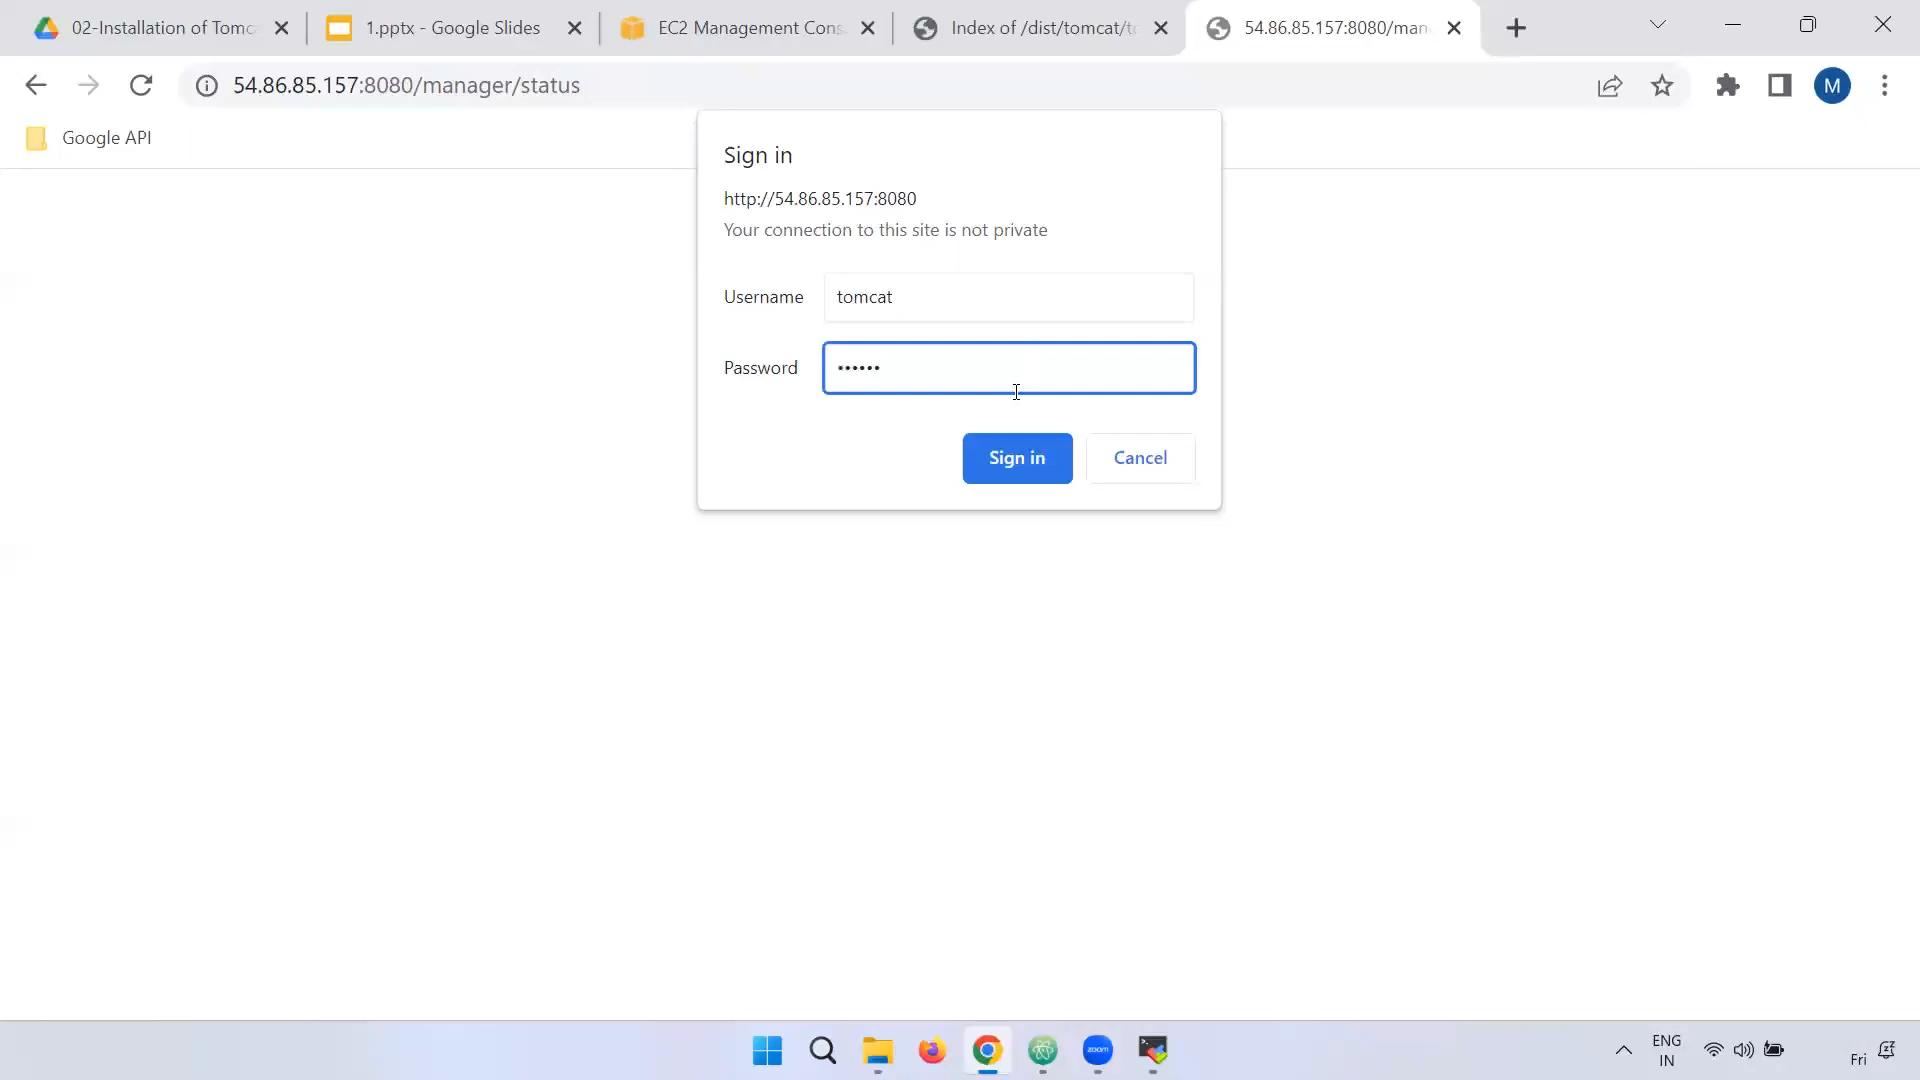 02-Installation of Tomc
1.pptx - Google Slides
EC2 Management Cons
Index of /dist/tomcat/to
54.86.85.157:8080/man
54.86.85.157:8080/manager/status
M
Google API
Sign in
http://54.86.85.157:8080
Your connection to this site is not private
Username
tomcat
Password
••••••
Sign in
Cancel
zoom
ENG
IN
Fri